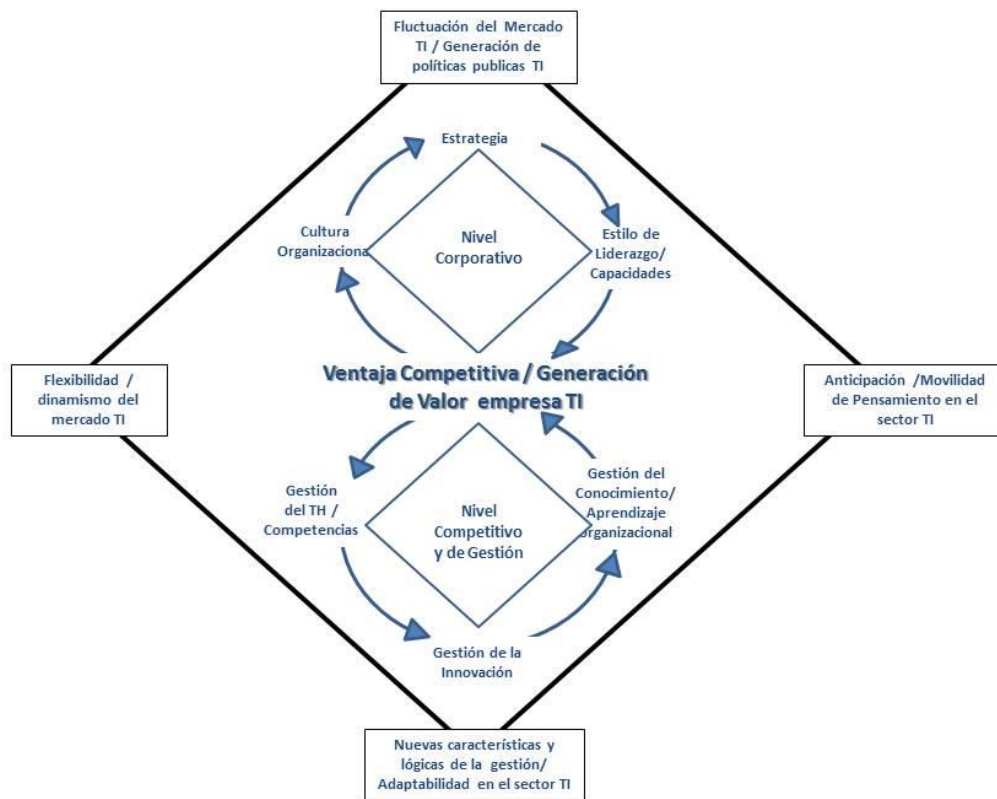 Fluctuación del Mercado
TI / Generación de
políticas publicas TI
Estrategia
Cultura
Organizaciona
Nivel
Corporativo
Estilo de
Liderazgo/
Capacidades
Ventaja Competitiva / Generación
de Valor empresa TI
Flexibilidad /
dinamismo del
mercado TI
Anticipación /Movilidad
de Pensamiento en el
sector TI
Gestión
del TH /
Competencias
Nivel
Competitivo
y de Gestión
Gestión del
Conocimiento/
Aprendizaje
organizacional
Gestión de la
Innovación
Nuevas características y
lógicas de la gestión/
Adaptabilidad en el sector TI